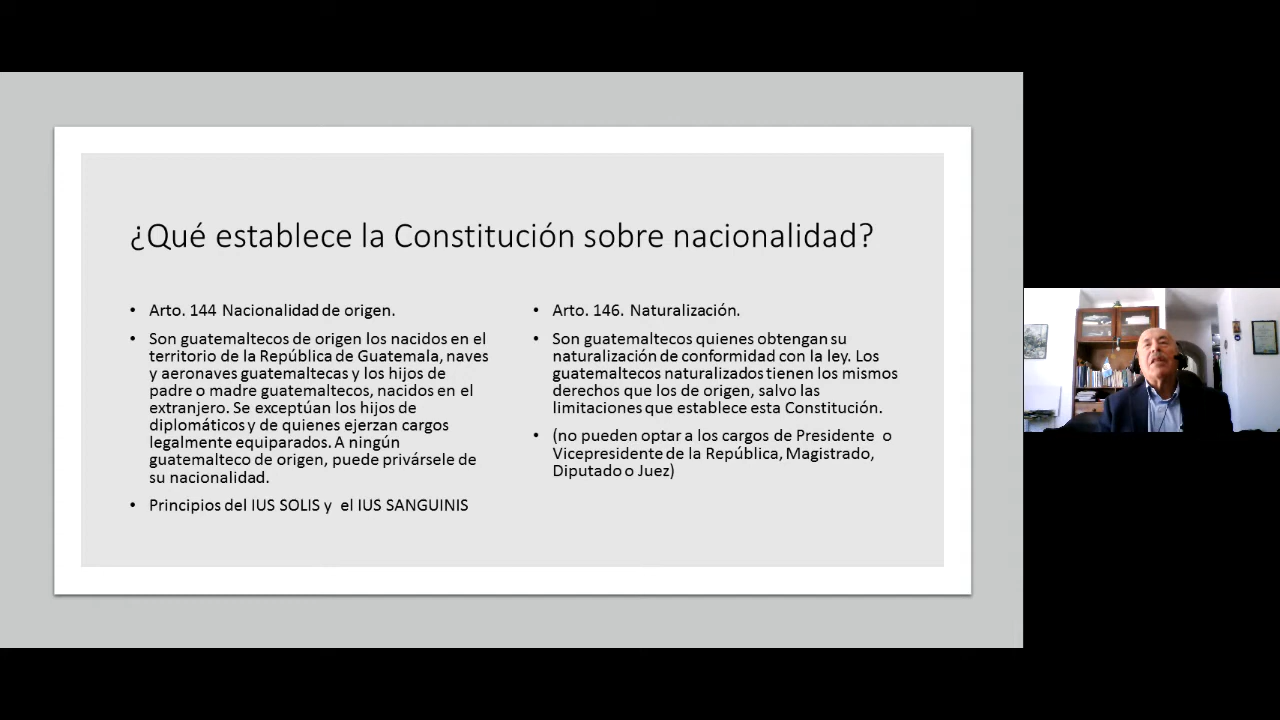 ¿Qué establece la Constitución sobre nacionalidad?
• Arto. 144 Nacionalidad de origen.
• Son guatemaltecos de origen los nacidos en el
territorio de la República de Guatemala, naves
y aeronaves guatemaltecas y los hijos de
padre o madre guatemaltecos, nacidos en el
extranjero. Se exceptúan los hijos de
diplomáticos y de quienes ejerzan cargos
legalmente equiparados. A ningún
guatemalteco de origen, puede privársele de
su nacionalidad.
• Principios del IUS SOLIS y el IUS SANGUINIS
• Arto. 146. Naturalización.
• Son guatemaltecos quienes obtengan su
naturalización de conformidad con la ley. Los
guatemaltecos naturalizados tienen los mismos
derechos que los de origen, salvo las
limitaciones que establece esta Constitución.
• (no pueden optar a los cargos de Presidente o
Vicepresidente de la República, Magistrado,
Diputado o Juez)